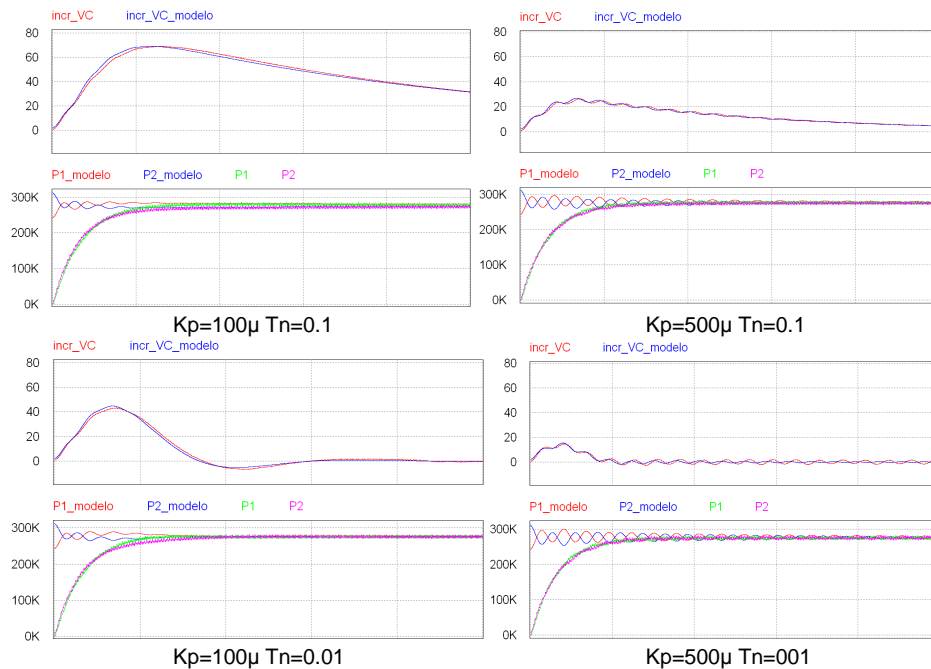 incr_VC incr_VC_modelo
80
60
40
20
0
P1_modelo P2_modelo P1 P2
300K
200K
100K
0K
Kp=100µ Tn=0.1
incr_VC incr_VC_modelo
80
60
40
20
0
P1_modelo P2_modelo P1 P2
300K
200K
100K
0K
Kp=500µ Tn=0.1
incr_VC incr_VC_modelo
80
60
40
20
0
P1_modelo P2_modelo P1 P2
300K
200K
100K
0K
Kp=100µ Tn=0.01
incr_VC incr_VC_modelo
80
60
40
20
0
P1_modelo P2_modelo P1 P2
300K
200K
100K
0K
Kp=500µ Tn=001